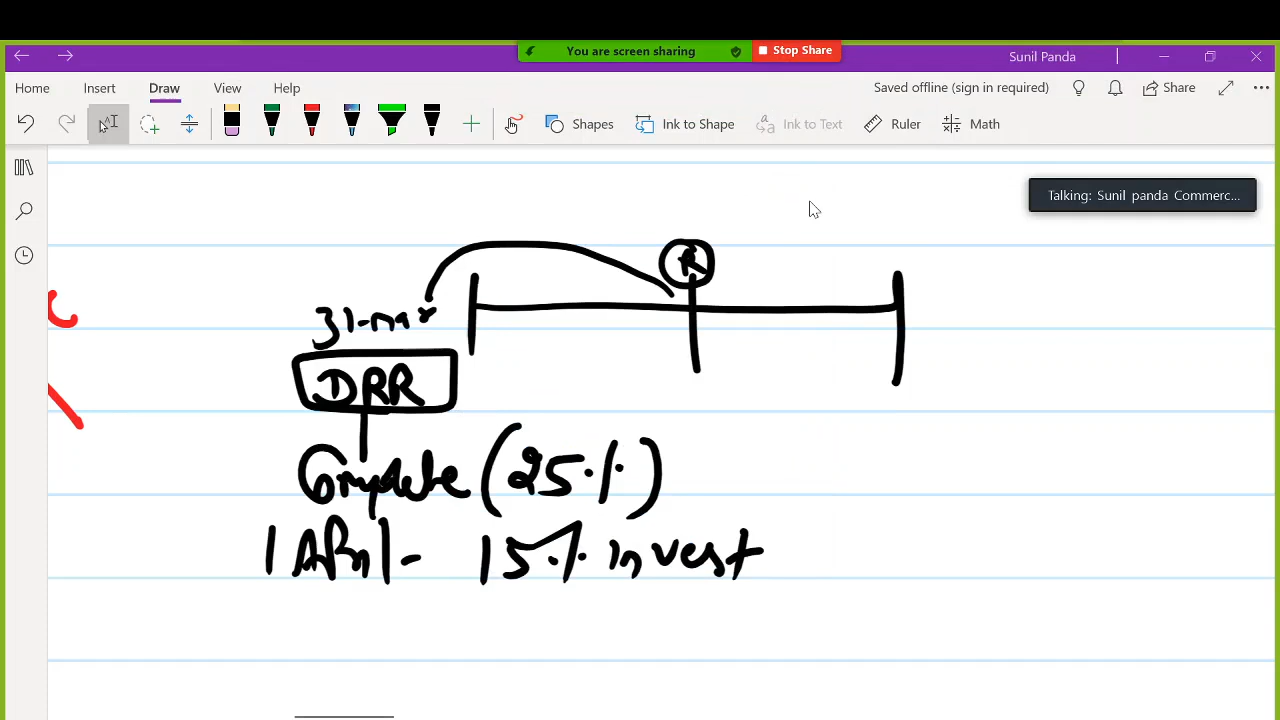 You are screen sharing Stop Share
Sunil Panda
Home Insert Draw View Help
Saved offline (sign in required) Share
Shapes Ink to Shape Ink to Text Ruler Math
Talking: Sunil panda Commerc...
R
31-mar
DRR
(25%)
1 April- 15% invest